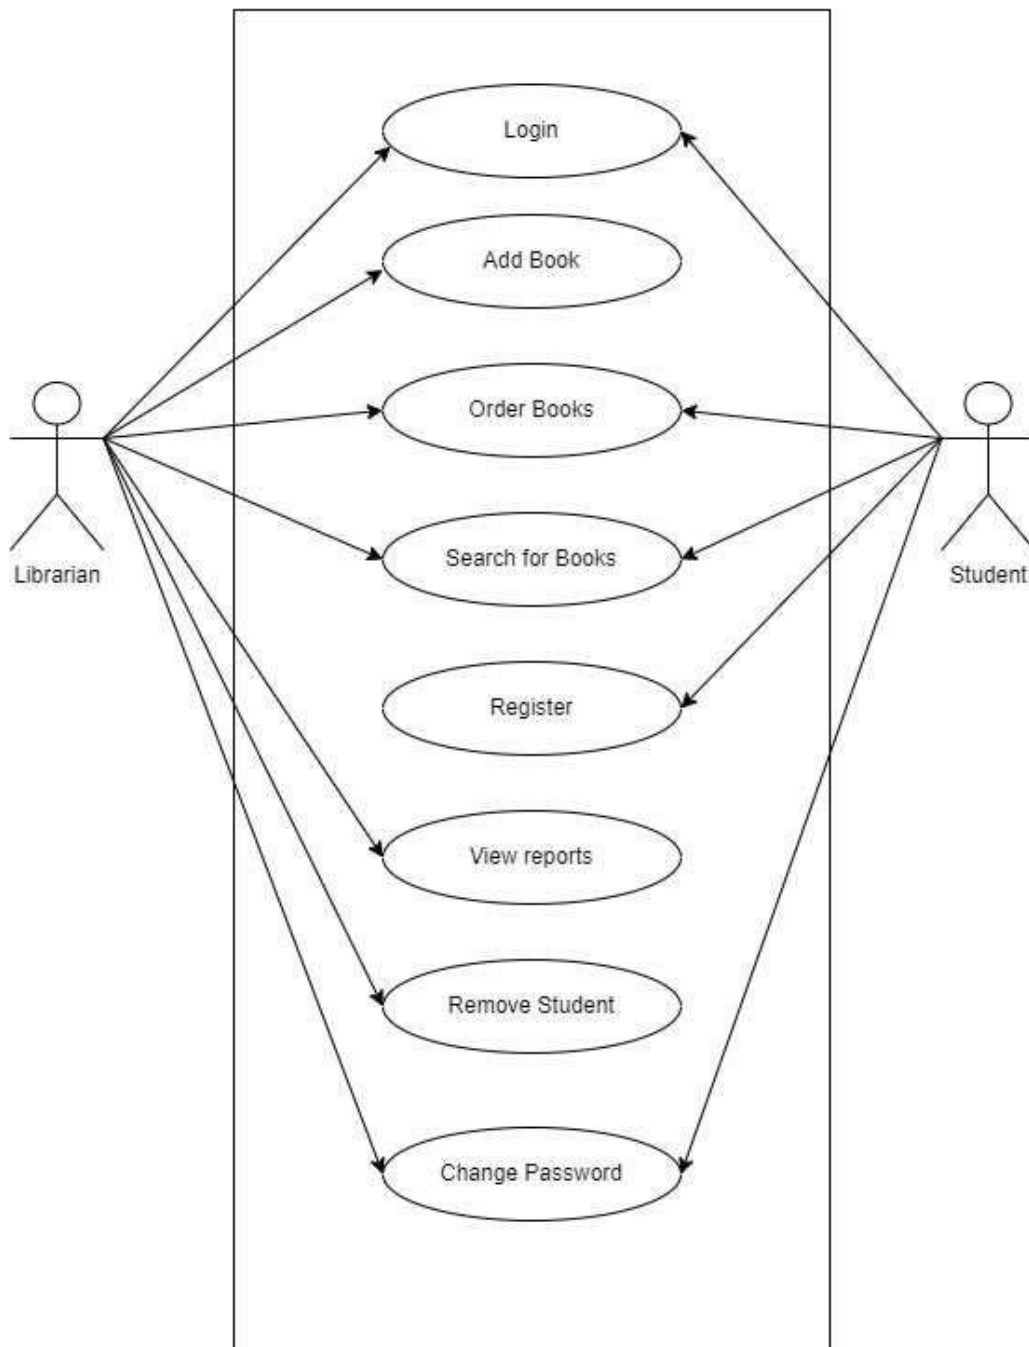 Login
Add Book
Order Books
Search for Books
Librarian
Student
Register
View reports
Remove Student
Change Password